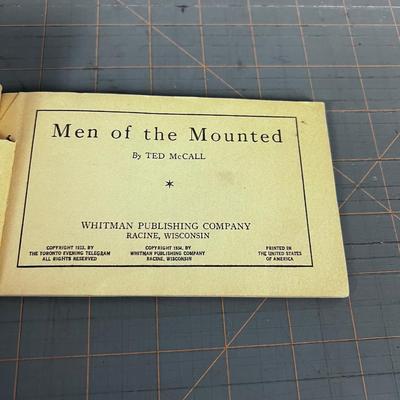 Men of the Mounted
By TED McCALL
*
WHITMAN PUBLISHING COMPANY
RACINE, WISCONSIN
COPYRIGHT 1933, BY
THE TORONTO EVENING TELEGRAM
ALL RIGHTS RESERVED
COPYRIGHT 1934, BY
WHITMAN PUBLISHING COMPANY
RACINE, WISCONSIN
PRINTED IN
THE UNITED STATES
OF AMERICA